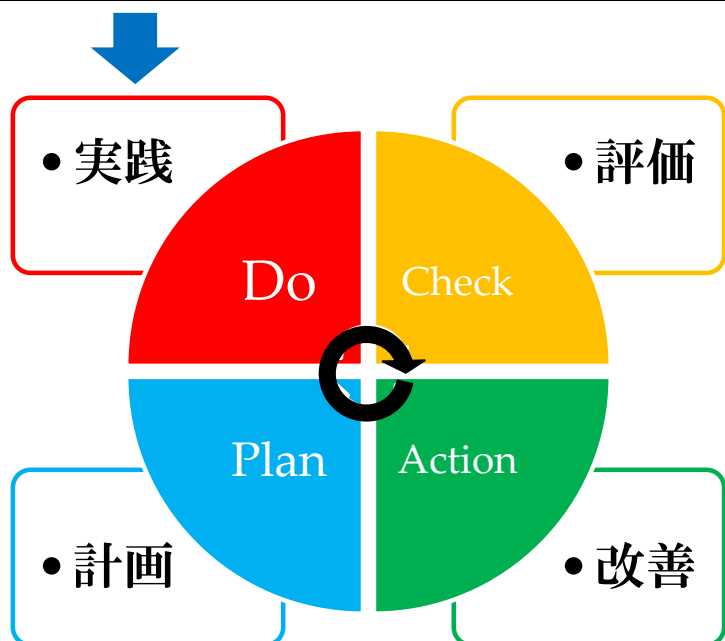 • 実践
• 評価
Do
Check
Plan
Action
• 計画
• 改善